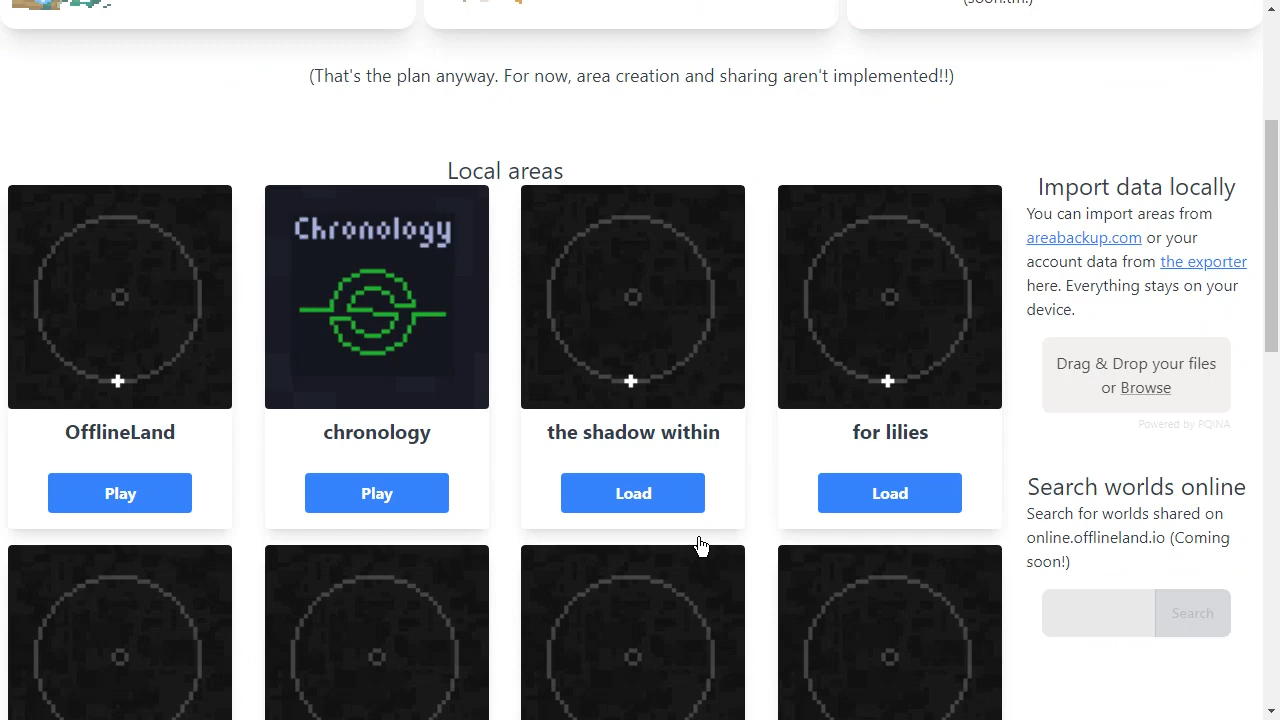 (soon.tm.)
(That's the plan anyway. For now, area creation and sharing aren't implemented!!)
Local areas
Chronology
OfflineLand
Play
chronology
Play
the shadow within
Load
for lilies
Load
Import data locally
You can import areas from
areabackup.com or your
account data from the exporter
here. Everything stays on your
device.
Drag & Drop your files
or Browse
Powered by PQINA
Search worlds online
Search for worlds shared on
online.offlineland.io (Coming
soon!)
Search